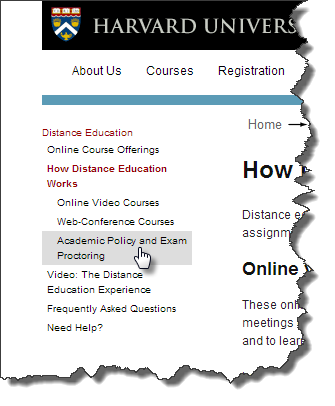 HARVARD
About Us Courses Registration
Distance Education
Online Course Offerings
How Distance Education
Works
Online Video Courses
Web-Conference Courses
Academic Policy and Exam
Proctoring
Video: The Distance
Education Experience
Frequently Asked Questions
Need Help?
Home
How
Distance
assignm
Online
These onli
meetings
and to lear